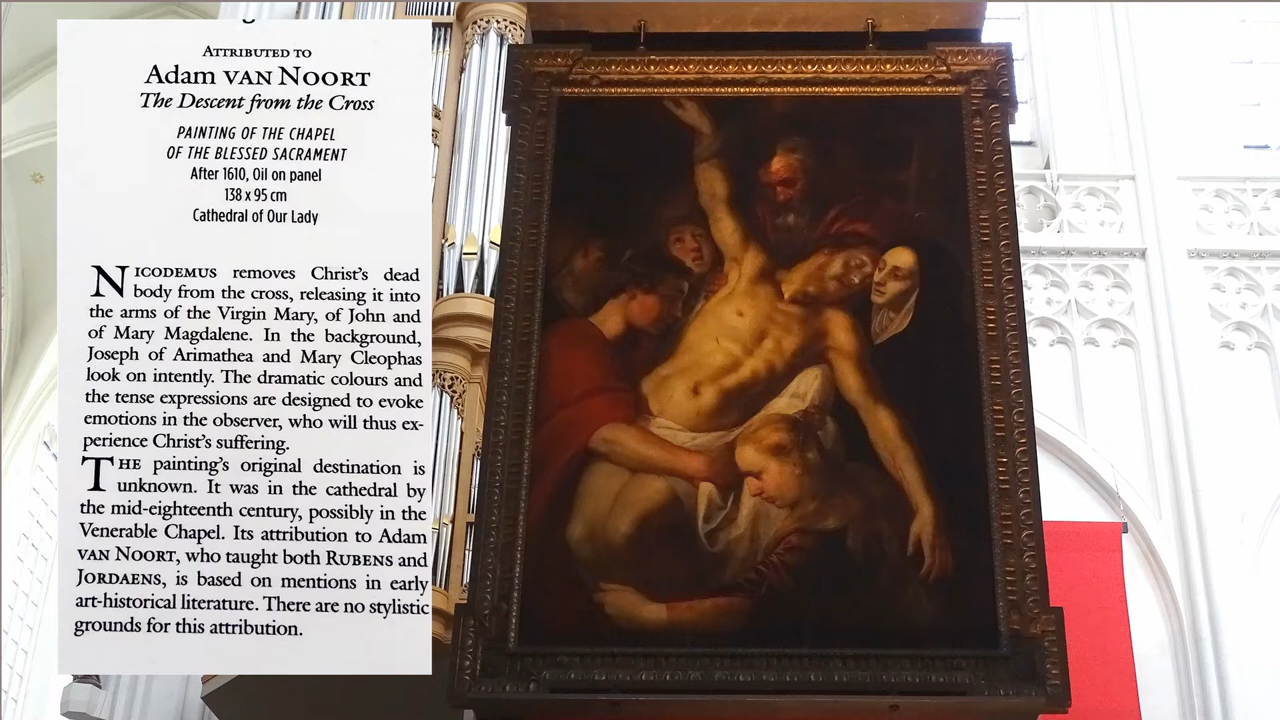 ATTRIBUTED TO
Adam VAN NOORT
The Descent from the Cross
PAINTING OF THE CHAPEL
OF THE BLESSED SACRAMENT
After 1610, Oil on panel
138 x 95 cm
Cathedral of Our Lady
NICODEMUS removes Christ's dead
body from the cross, releasing it into
the arms of the Virgin Mary, of John and
of Mary Magdalene. In the background,
Joseph of Arimathea and Mary Cleophas
look on intently. The dramatic colours and
the tense expressions are designed to evoke
emotions in the observer, who will thus ex-
perience Christ's suffering.
THE painting's original destination is
unknown. It was in the cathedral by
the mid-eighteenth century, possibly in the
Venerable Chapel. Its attribution to Adam
VAN NOORT, who taught both RUBENS and
JORDAENS, is based on mentions in early
art-historical literature. There are no stylistic
grounds for this attribution.